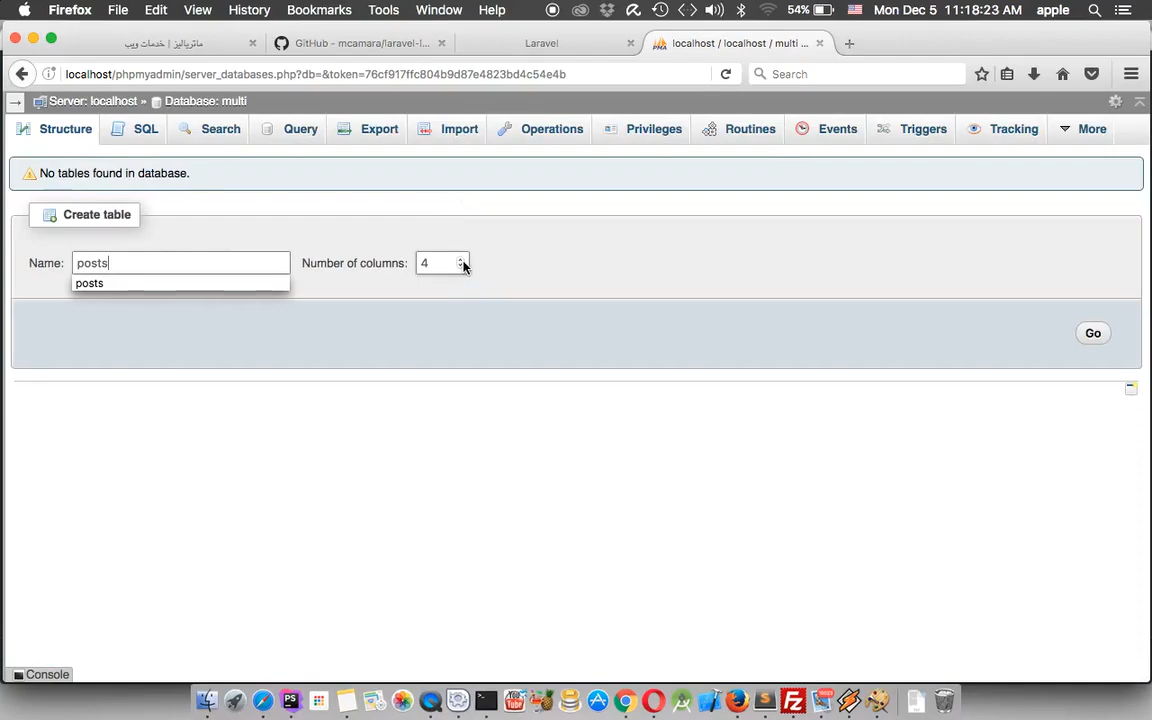 Firefox File Edit View History Bookmarks Tools Window Help 54% Mon Dec 5 11:18:23 AM apple
ماتریالیز | خدمات وب GitHub - mcamara/laravel-l... Laravel localhost / localhost / multi ...
localhost/phpmyadmin/server_databases.php?db=&token=76cf917ffc804b9d87e4823bd4c54e4b Search
Server: localhost » Database: multi
Structure SQL Search Query Export Import Operations Privileges Routines Events Triggers Tracking More
No tables found in database.
Create table
Name: posts Number of columns: 4
posts
Go
Console